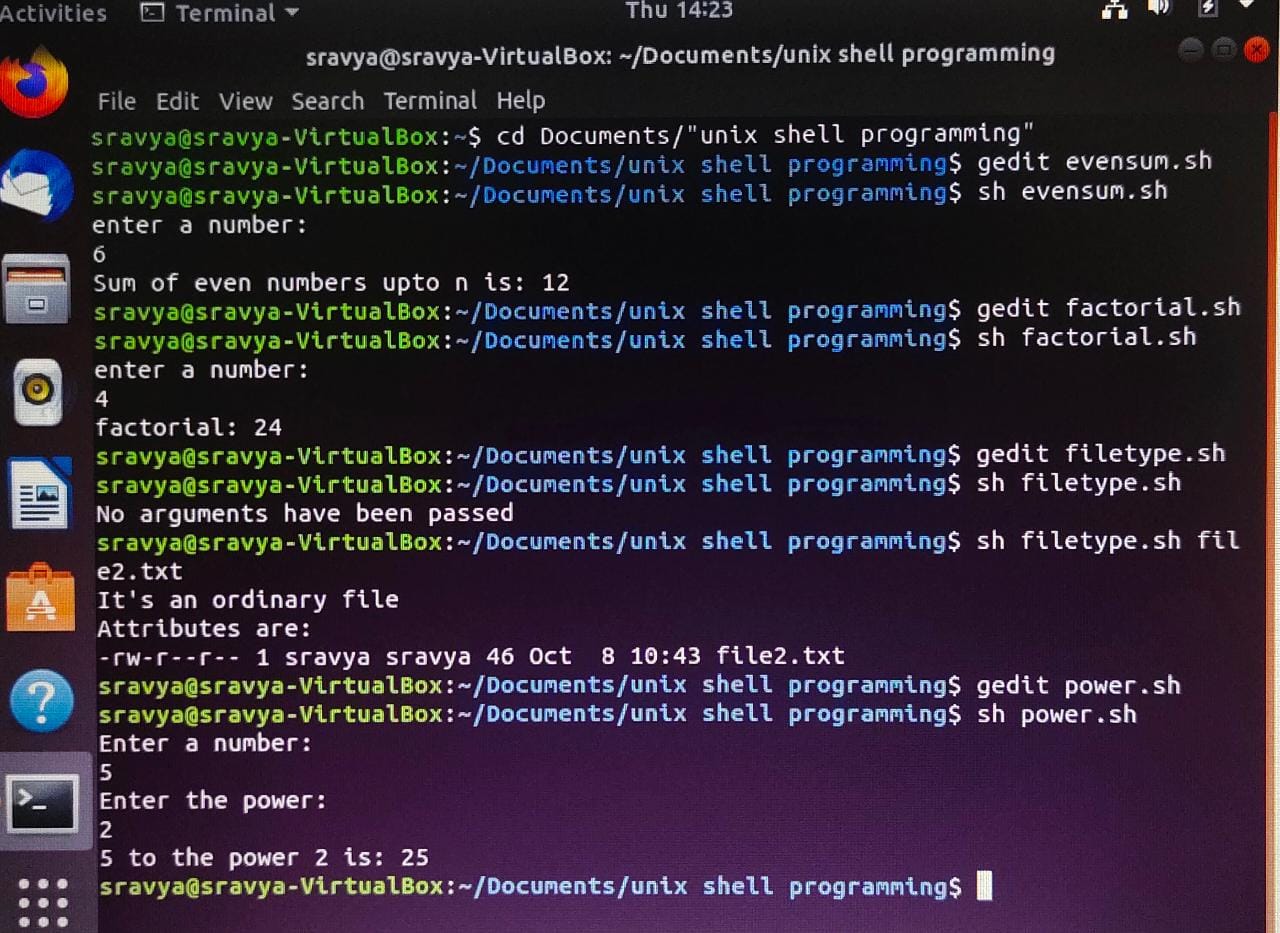 Activities Terminal Thu 14:23
sravya@sravya-VirtualBox: ~/Documents/unix shell programming
File Edit View Search Terminal Help
sravya@sravya-VirtualBox:~$ cd Documents/"unix shell programming"
sravya@sravya-VirtualBox:~/Documents/unix shell programming$ gedit evensum.sh
sravya@sravya-VirtualBox:~/Documents/unix shell programming$ sh evensum.sh
enter a number:
6
Sum of even numbers upto n is: 12
sravya@sravya-VirtualBox:~/Documents/unix shell programming$ gedit factorial.sh
sravya@sravya-VirtualBox:~/Documents/unix shell programming$ sh factorial.sh
enter a number:
4
factorial: 24
sravya@sravya-VirtualBox:~/Documents/unix shell programming$ gedit filetype.sh
sravya@sravya-VirtualBox:~/Documents/unix shell programming$ sh filetype.sh
No arguments have been passed
sravya@sravya-VirtualBox:~/Documents/unix shell programming$ sh filetype.sh fil
e2.txt
It's an ordinary file
Attributes are:
-rw-r--r-- 1 sravya sravya 46 Oct  8 10:43 file2.txt
sravya@sravya-VirtualBox:~/Documents/unix shell programming$ gedit power.sh
sravya@sravya-VirtualBox:~/Documents/unix shell programming$ sh power.sh
Enter a number:
5
Enter the power:
2
5 to the power 2 is: 25
sravya@sravya-VirtualBox:~/Documents/unix shell programming$